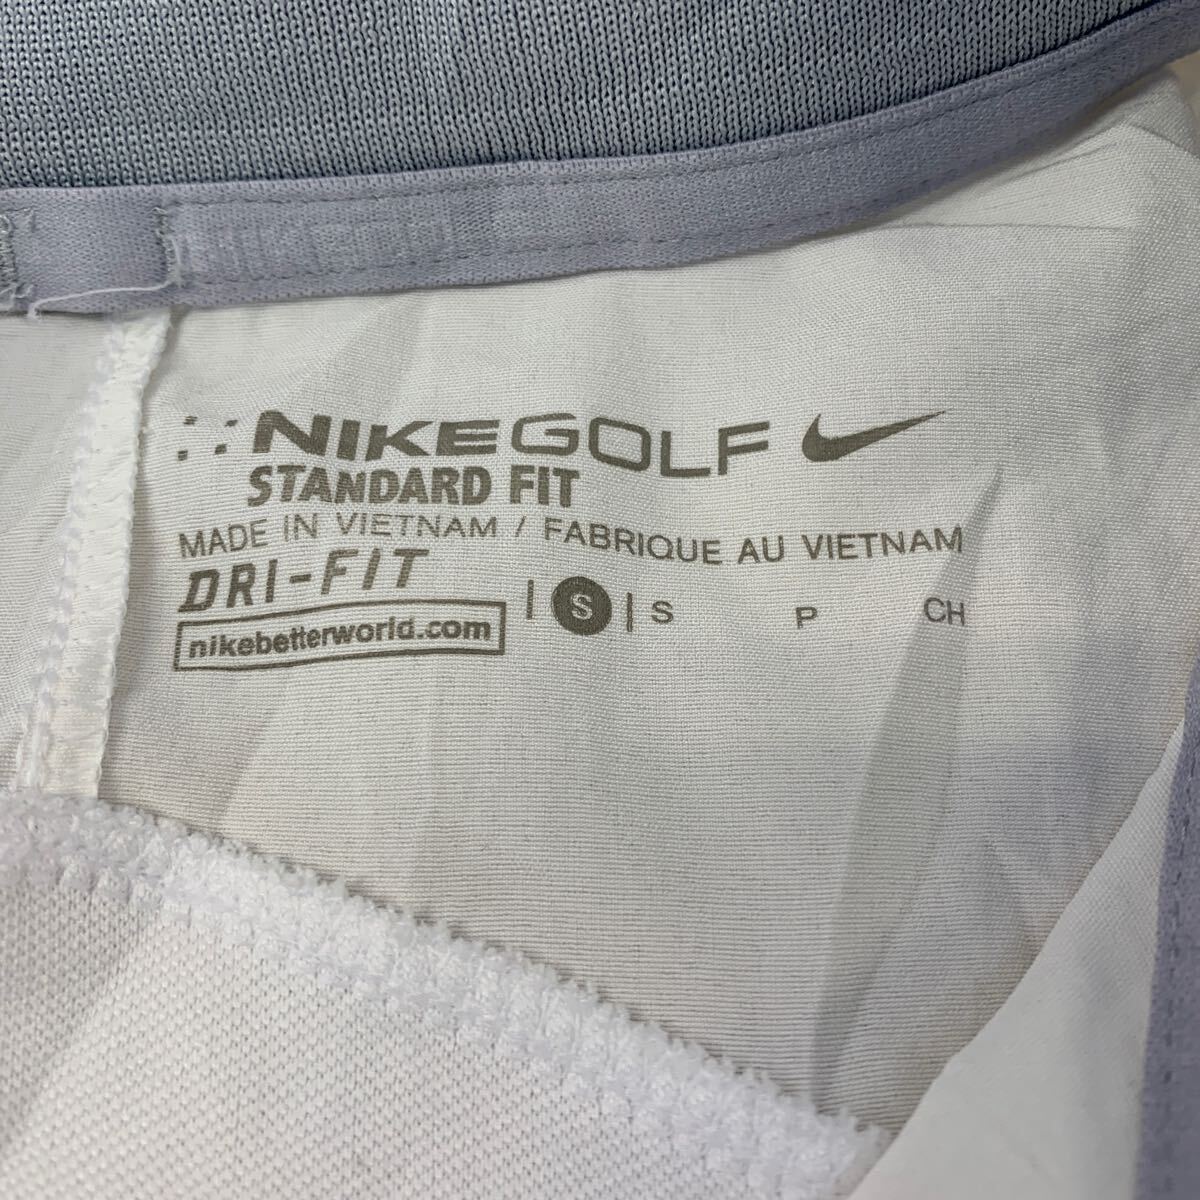 NIKEGOLF
STANDARD FIT
MADE IN VIETNAM / FABRIQUE AU VIETNAM
DRI-FIT
| S | S P CH
nikebetterworld.com